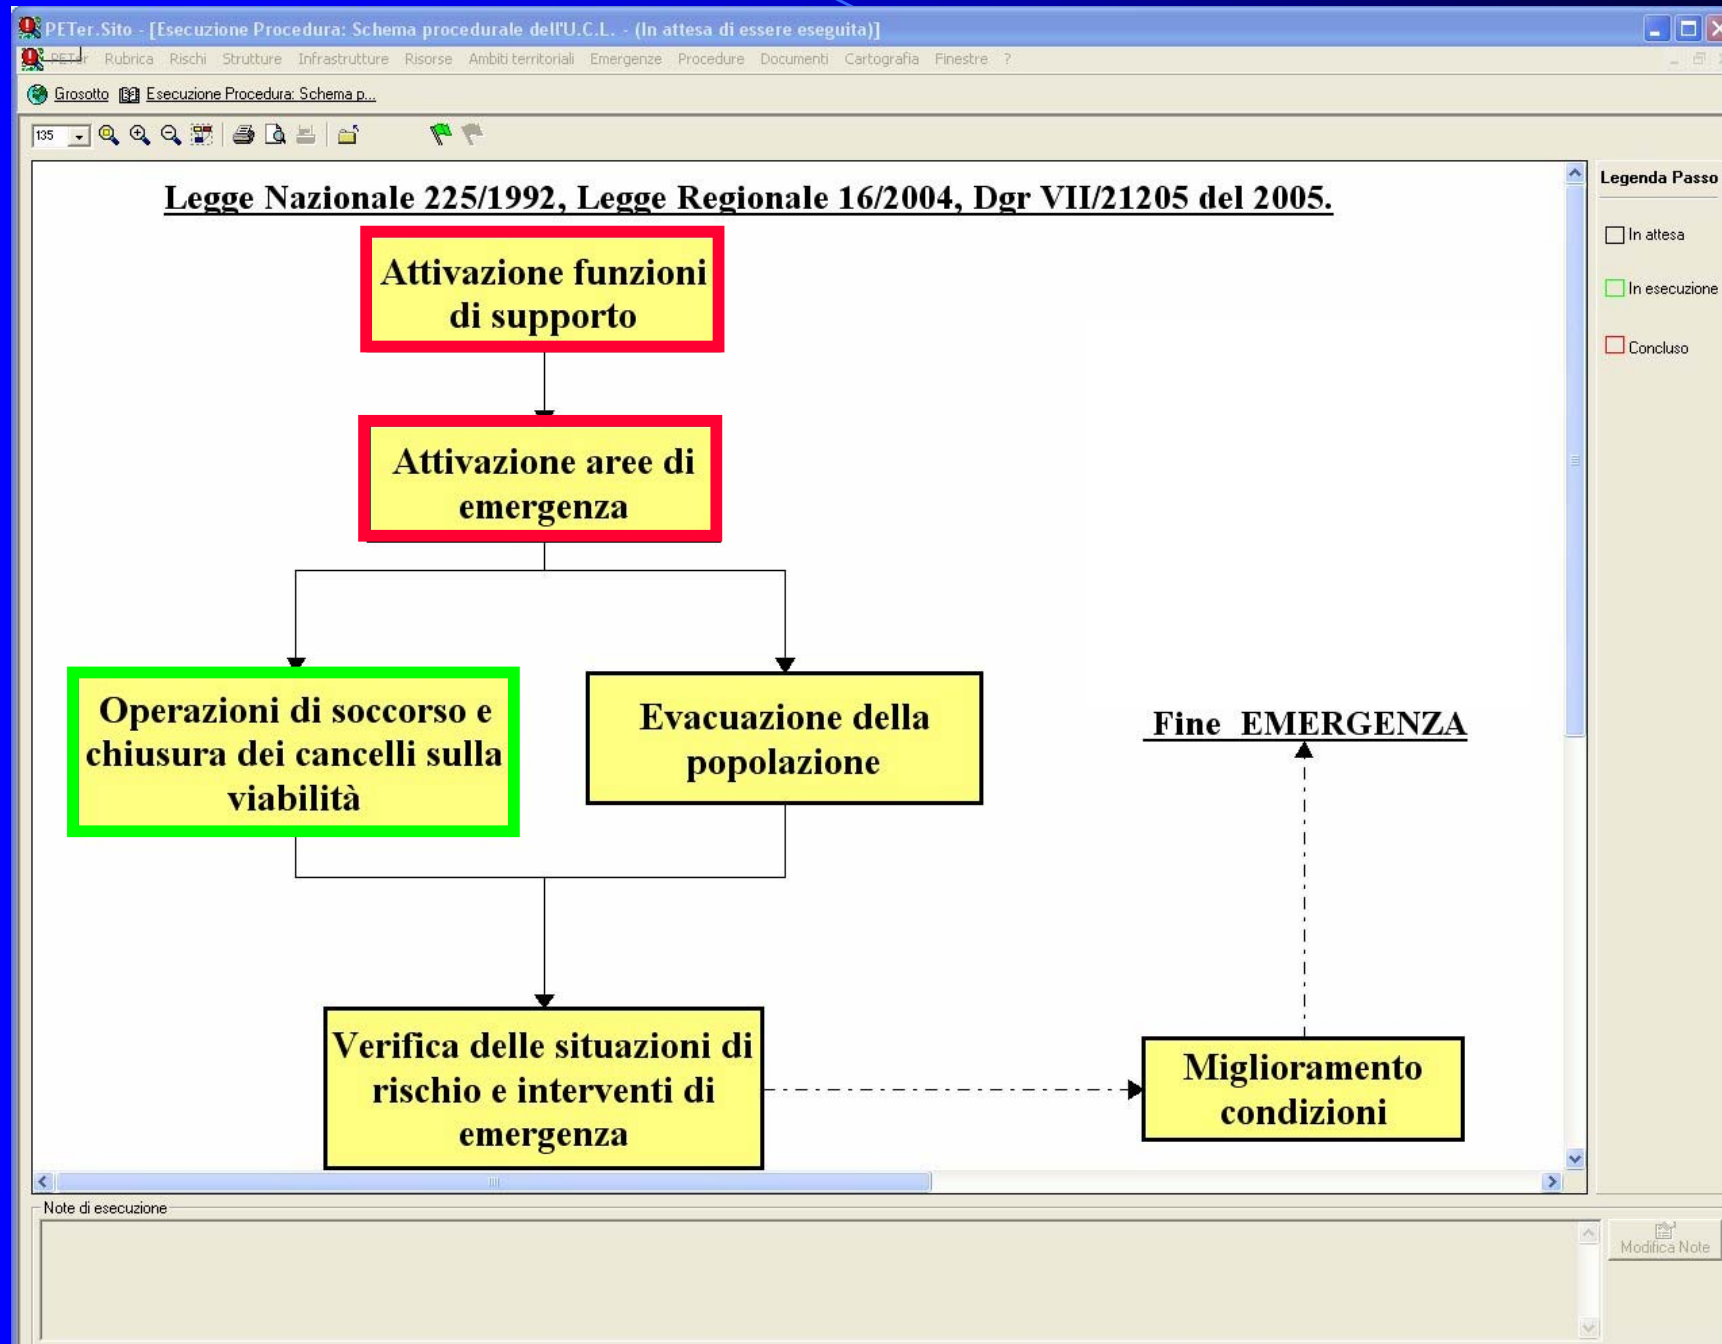 PETer.Sito - [Esecuzione Procedura: Schema procedurale dell'U.C.L. - (In attesa di essere eseguita)]
PETer Rubrica Rischi Strutture Infrastrutture Risorse Ambiti territoriali Emergenze Procedure Documenti Cartografia Finestre ?
Grosotto Esecuzione Procedura: Schema p...
135
Legge Nazionale 225/1992, Legge Regionale 16/2004, Dgr VII/21205 del 2005.
Attivazione funzioni
di supporto
Attivazione aree di
emergenza
Operazioni di soccorso e
chiusura dei cancelli sulla
viabilità
Evacuazione della
popolazione
Fine EMERGENZA
Verifica delle situazioni di
rischio e interventi di
emergenza
Miglioramento
condizioni
Legenda Passo
In attesa
In esecuzione
Concluso
Note di esecuzione
Modifica Note